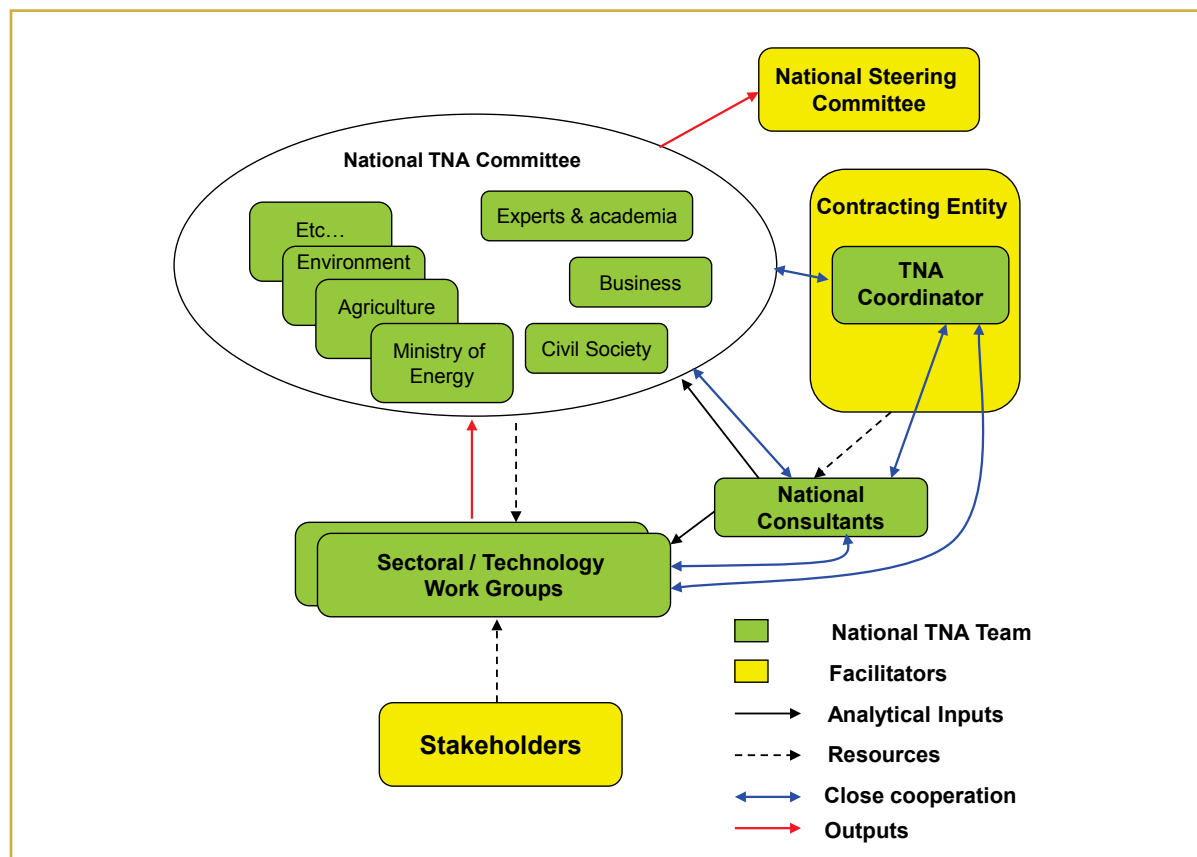 National Steering
Committee
National TNA Committee
Etc...
Environment
Agriculture
Ministry of
Energy
Experts & academia
Business
Civil Society
Contracting Entity
TNA
Coordinator
National
Consultants
Sectoral / Technology
Work Groups
Stakeholders
National TNA Team
Facilitators
Analytical Inputs
Resources
Close cooperation
Outputs